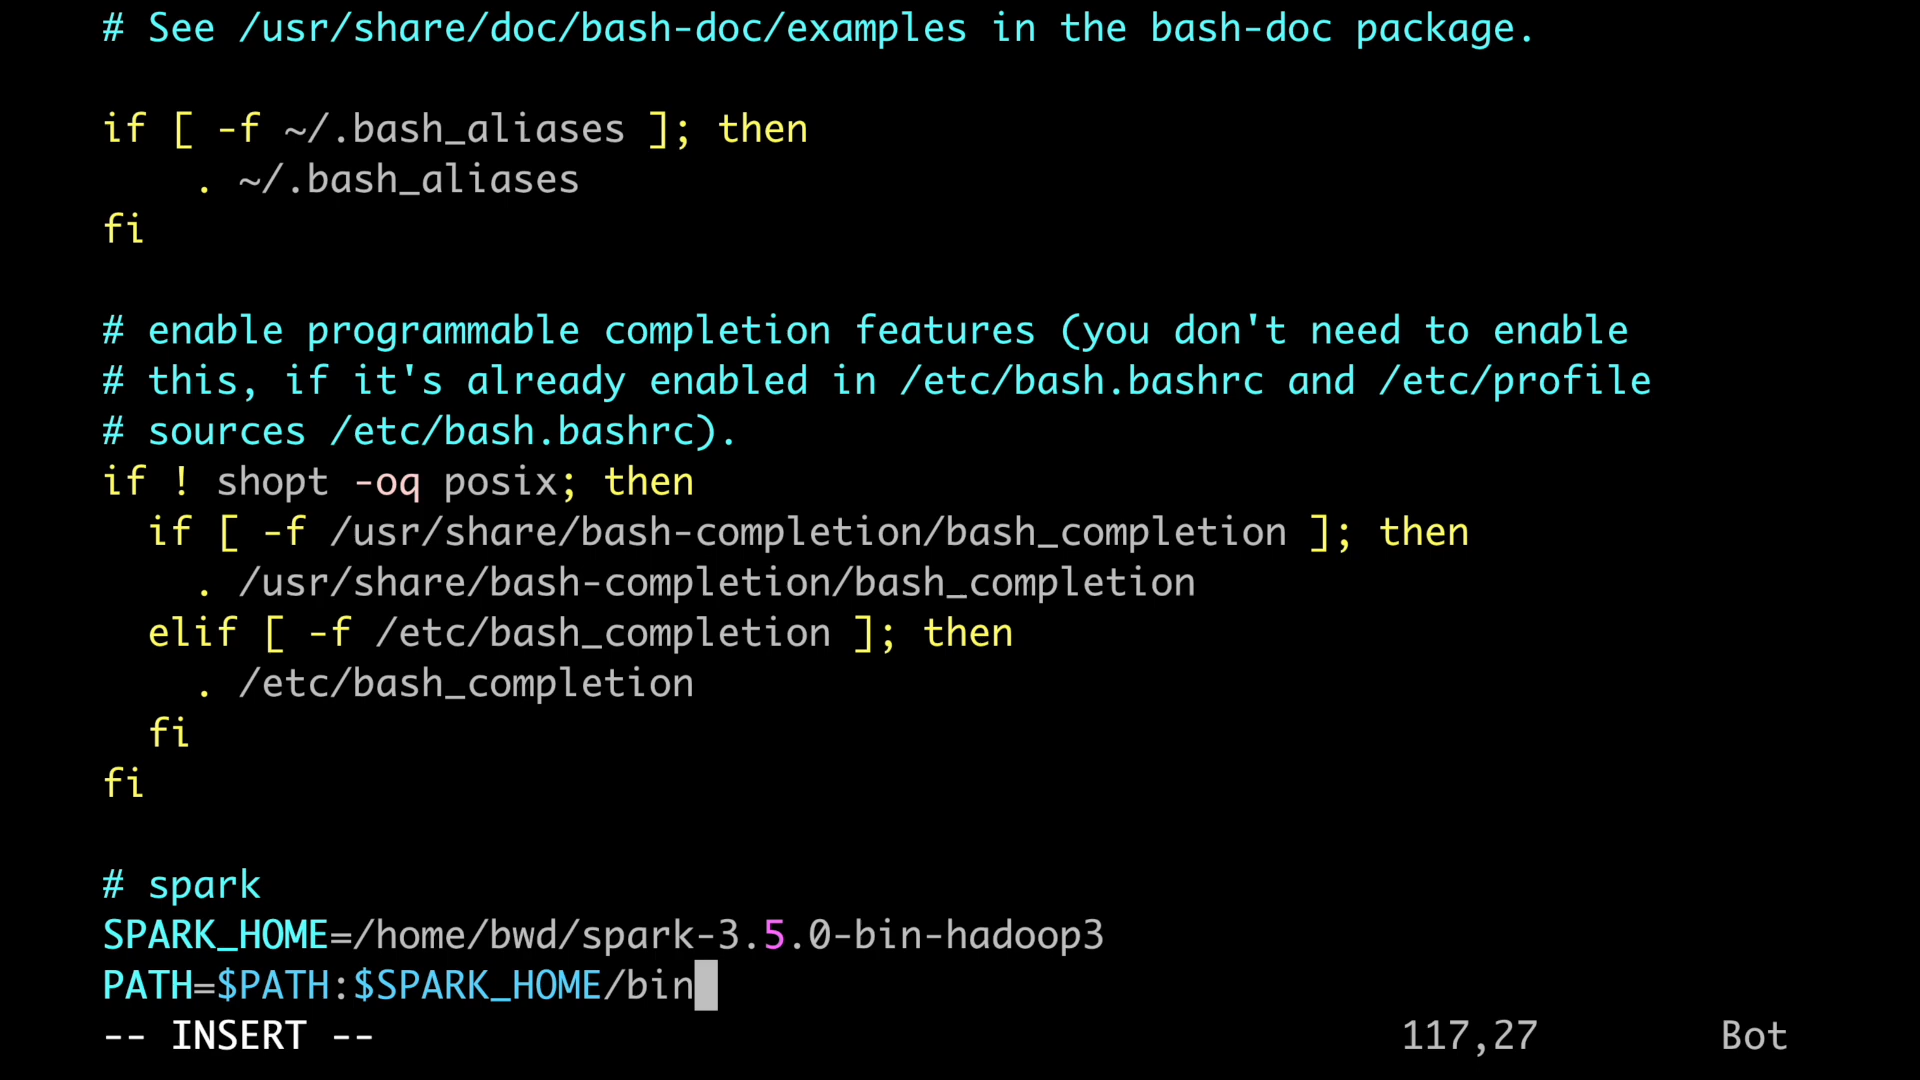 # See /usr/share/doc/bash-doc/examples in the bash-doc package.
if [ -f ~/.bash_aliases ]; then
    . ~/.bash_aliases
fi
# enable programmable completion features (you don't need to enable
# this, if it's already enabled in /etc/bash.bashrc and /etc/profile
# sources /etc/bash.bashrc).
if ! shopt -oq posix; then
  if [ -f /usr/share/bash-completion/bash_completion ]; then
    . /usr/share/bash-completion/bash_completion
  elif [ -f /etc/bash_completion ]; then
    . /etc/bash_completion
  fi
fi
# spark
SPARK_HOME=/home/bwd/spark-3.5.0-bin-hadoop3
PATH=$PATH:$SPARK_HOME/bin
-- INSERT -- 117,27 Bot